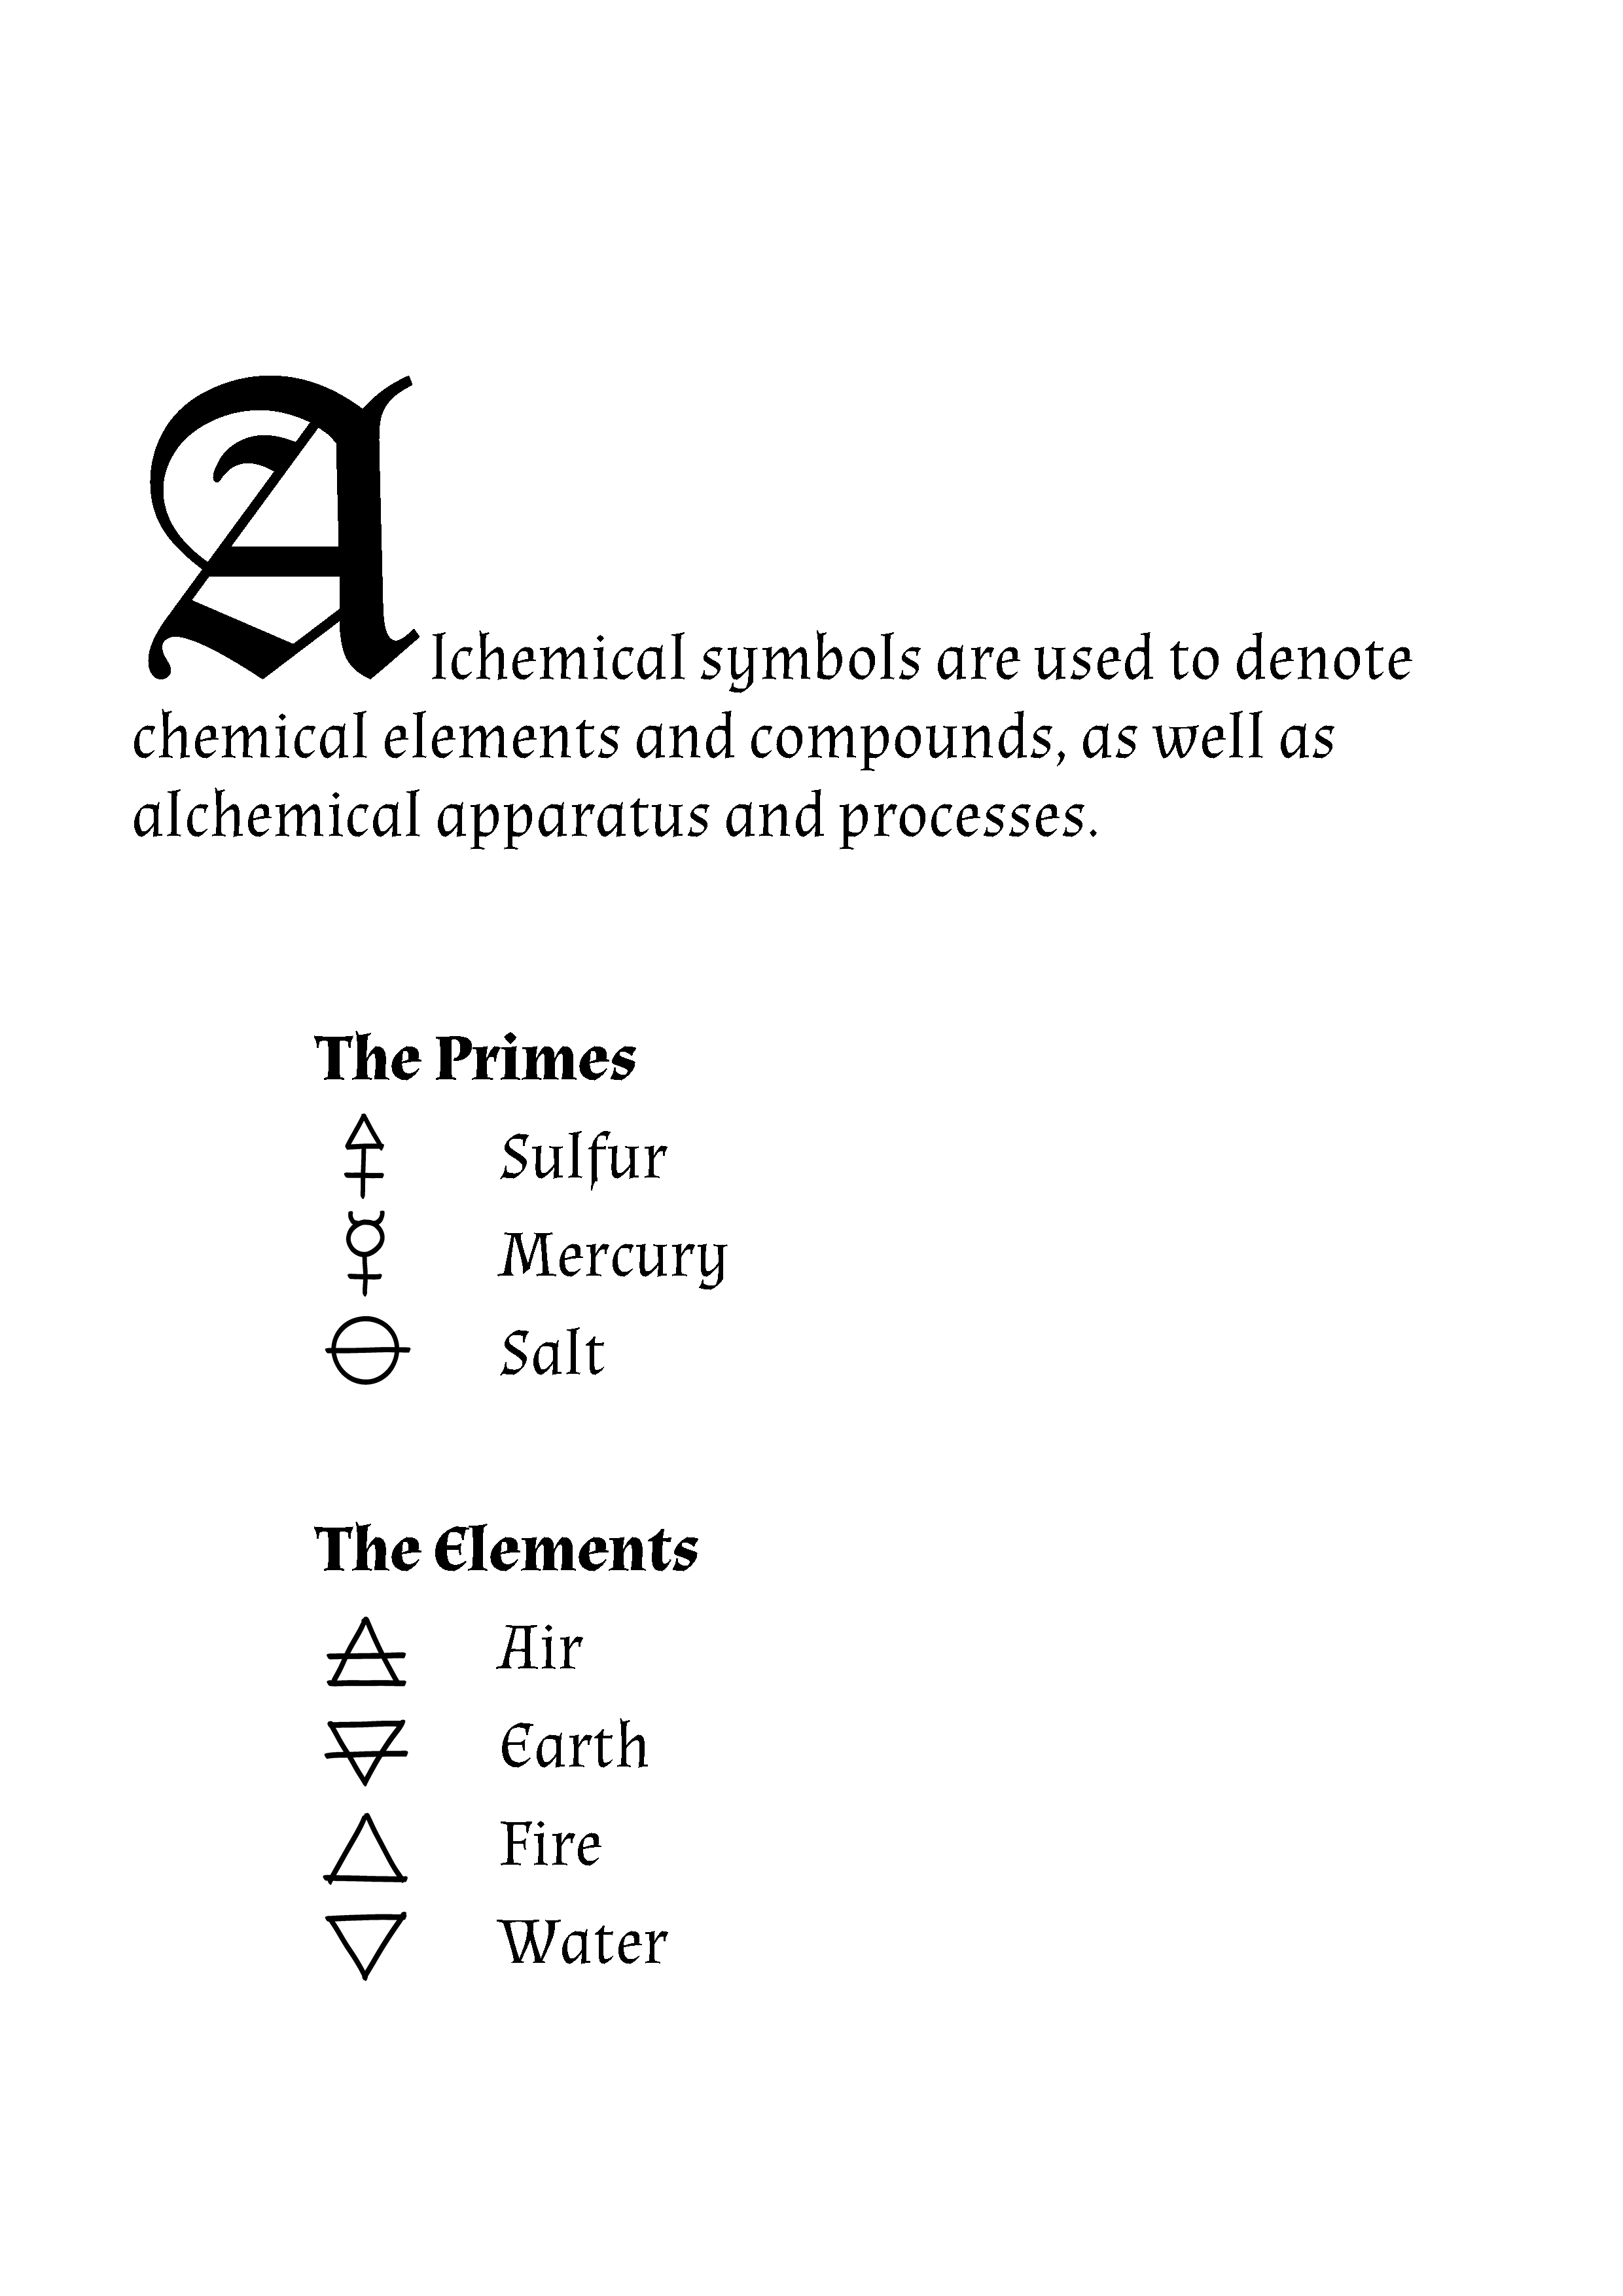 Alchemical symbols are used to denote
chemical elements and compounds, as well as
alchemical apparatus and processes.
The Primes
🜍 Sulfur
☿ Mercury
🜔 Salt
The Elements
🜁 Air
🜃 Earth
🜂 Fire
🜄 Water